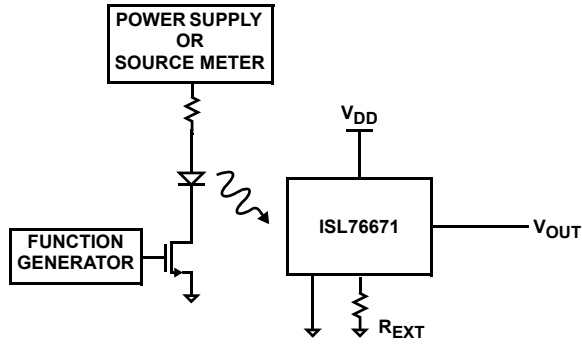 POWER SUPPLY
OR
SOURCE METER
V_DD
ISL76671
V_OUT
FUNCTION
GENERATOR
R_EXT